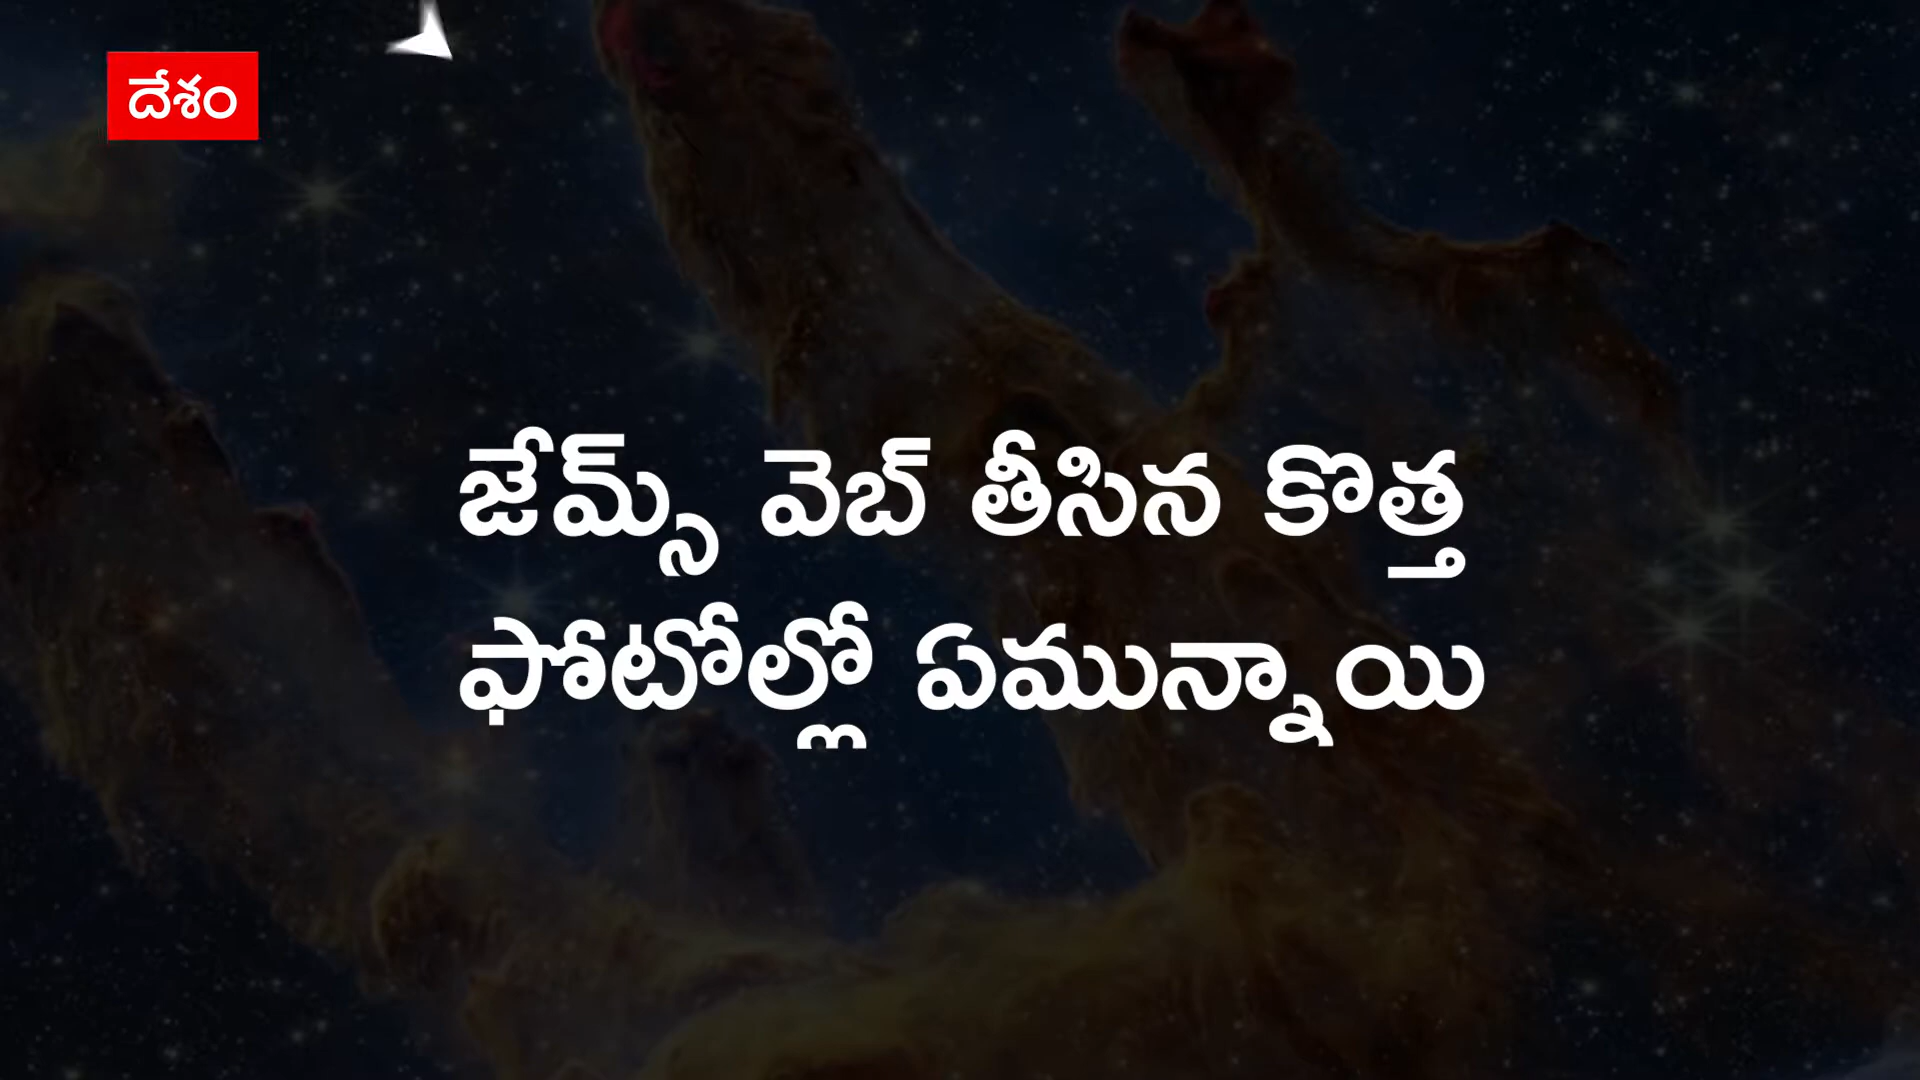 దేశం
జేమ్స్ వెబ్ తీసిన కొత్త
ఫోటోల్లో ఏమున్నాయి